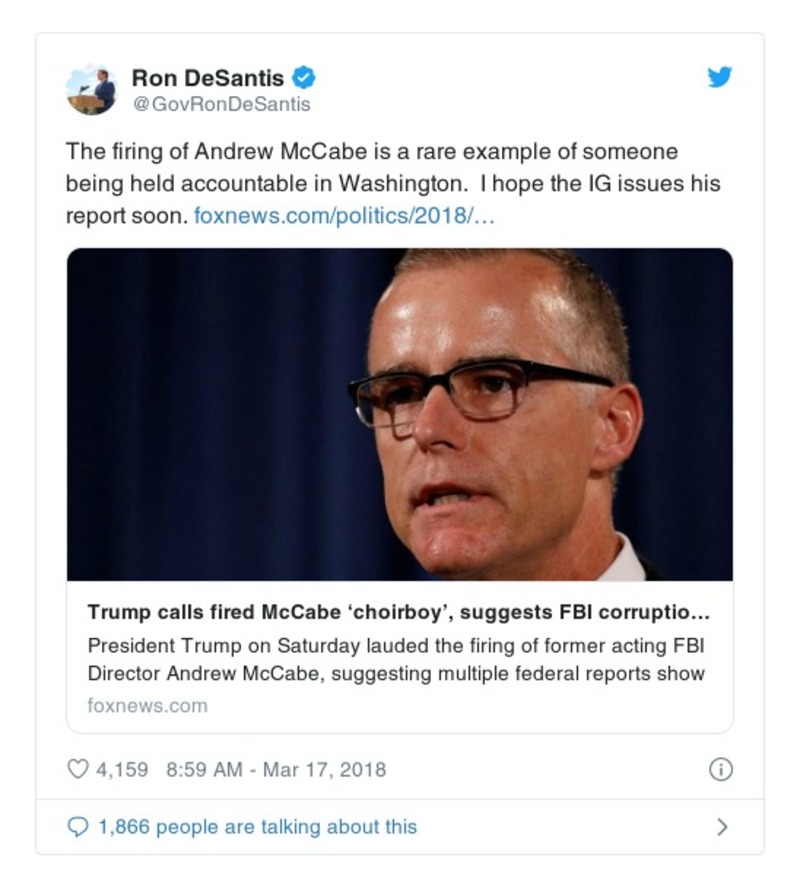 Ron DeSantis
@GovRonDeSantis
The firing of Andrew McCabe is a rare example of someone
being held accountable in Washington.  I hope the IG issues his
report soon. foxnews.com/politics/2018/…
Trump calls fired McCabe ‘choirboy’, suggests FBI corruptio…
President Trump on Saturday lauded the firing of former acting FBI
Director Andrew McCabe, suggesting multiple federal reports show
foxnews.com
4,159 8:59 AM - Mar 17, 2018
1,866 people are talking about this